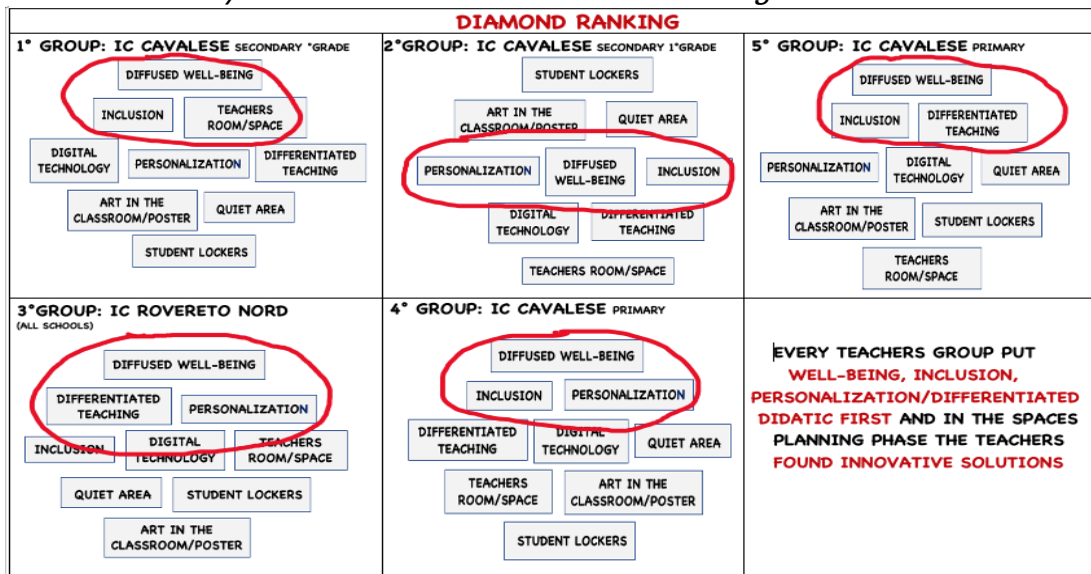 DIAMOND RANKING
1° GROUP: IC CAVALESE SECONDARY °GRADE
DIFFUSED WELL-BEING
INCLUSION
TEACHERS
ROOM/SPACE
DIGITAL
TECHNOLOGY
PERSONALIZATION
DIFFERENTIATED
TEACHING
ART IN THE
CLASSROOM/POSTER
QUIET AREA
STUDENT LOCKERS
2°GROUP: IC CAVALESE SECONDARY 1°GRADE
STUDENT LOCKERS
ART IN THE
CLASSROOM/POSTER
QUIET AREA
PERSONALIZATION
DIFFUSED
WELL-BEING
INCLUSION
DIGITAL
TECHNOLOGY
DIFFERENTIATED
TEACHING
TEACHERS ROOM/SPACE
5° GROUP: IC CAVALESE PRIMARY
DIFFUSED WELL-BEING
INCLUSION
DIFFERENTIATED
TEACHING
PERSONALIZATION
DIGITAL
TECHNOLOGY
QUIET AREA
ART IN THE
CLASSROOM/POSTER
STUDENT LOCKERS
TEACHERS
ROOM/SPACE
3°GROUP: IC ROVERETO NORD
(ALL SCHOOLS)
DIFFUSED WELL-BEING
DIFFERENTIATED
TEACHING
PERSONALIZATION
INCLUSION
DIGITAL
TECHNOLOGY
TEACHERS
ROOM/SPACE
QUIET AREA
STUDENT LOCKERS
ART IN THE
CLASSROOM/POSTER
4° GROUP: IC CAVALESE PRIMARY
DIFFUSED WELL-BEING
INCLUSION
PERSONALIZATION
DIFFERENTIATED
TEACHING
DIGITAL
TECHNOLOGY
QUIET AREA
TEACHERS
ROOM/SPACE
ART IN THE
CLASSROOM/POSTER
STUDENT LOCKERS
EVERY TEACHERS GROUP PUT
WELL-BEING, INCLUSION,
PERSONALIZATION/DIFFERENTIATED
DIDATIC FIRST AND IN THE SPACES
PLANNING PHASE THE TEACHERS
FOUND INNOVATIVE SOLUTIONS